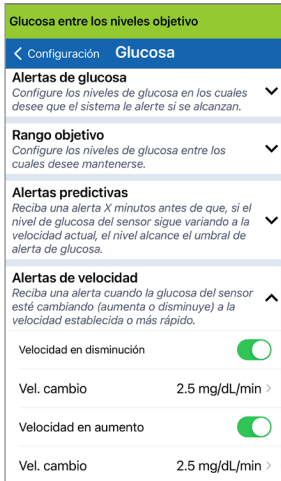 Glucosa entre los niveles objetivo
Configuración Glucosa
Alertas de glucosa
Configure los niveles de glucosa en los cuales
desee que el sistema le alerte si se alcanzan.
Rango objetivo
Configure los niveles de glucosa entre los
cuales desee mantenerse.
Alertas predictivas
Reciba una alerta X minutos antes de que, si el
nivel de glucosa del sensor sigue variando a la
velocidad actual, el nivel alcance el umbral de
alerta de glucosa.
Alertas de velocidad
Reciba una alerta cuando la glucosa del sensor
esté cambiando (aumenta o disminuye) a la
velocidad establecida o más rápido.
Velocidad en disminución
Vel. cambio 2.5 mg/dL/min
Velocidad en aumento
Vel. cambio 2.5 mg/dL/min